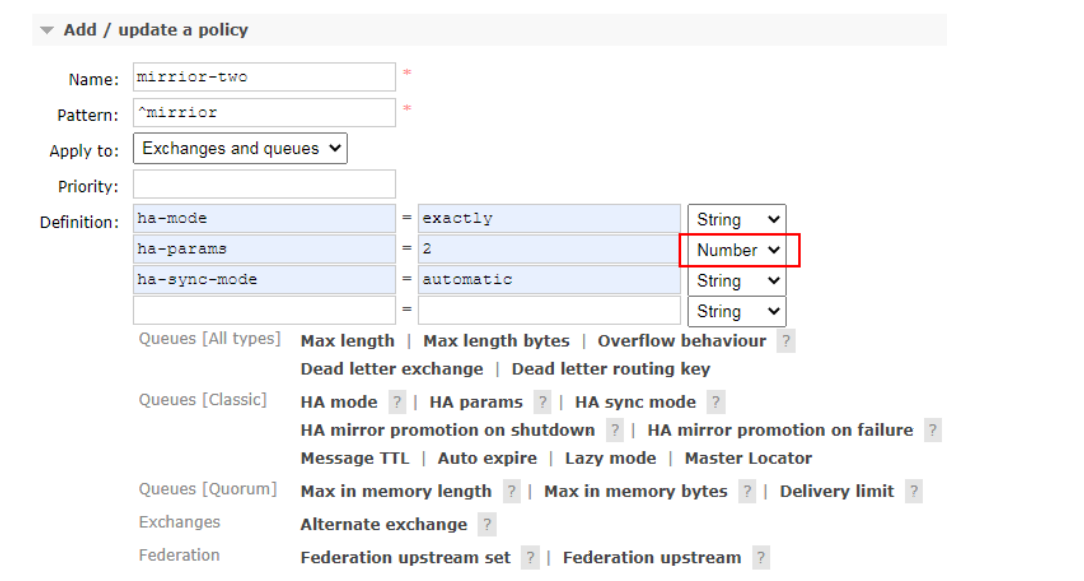 Add / update a policy
Name: mirrior-two *
Pattern: ^mirrior *
Apply to: Exchanges and queues
Priority:
Definition: ha-mode = exactly String
ha-params = 2 Number
ha-sync-mode = automatic String
= String
Queues [All types] Max length | Max length bytes | Overflow behaviour ?
Dead letter exchange | Dead letter routing key
Queues [Classic] HA mode ? | HA params ? | HA sync mode ?
HA mirror promotion on shutdown ? | HA mirror promotion on failure ?
Message TTL | Auto expire | Lazy mode | Master Locator
Queues [Quorum] Max in memory length ? | Max in memory bytes ? | Delivery limit ?
Exchanges Alternate exchange ?
Federation Federation upstream set ? | Federation upstream ?